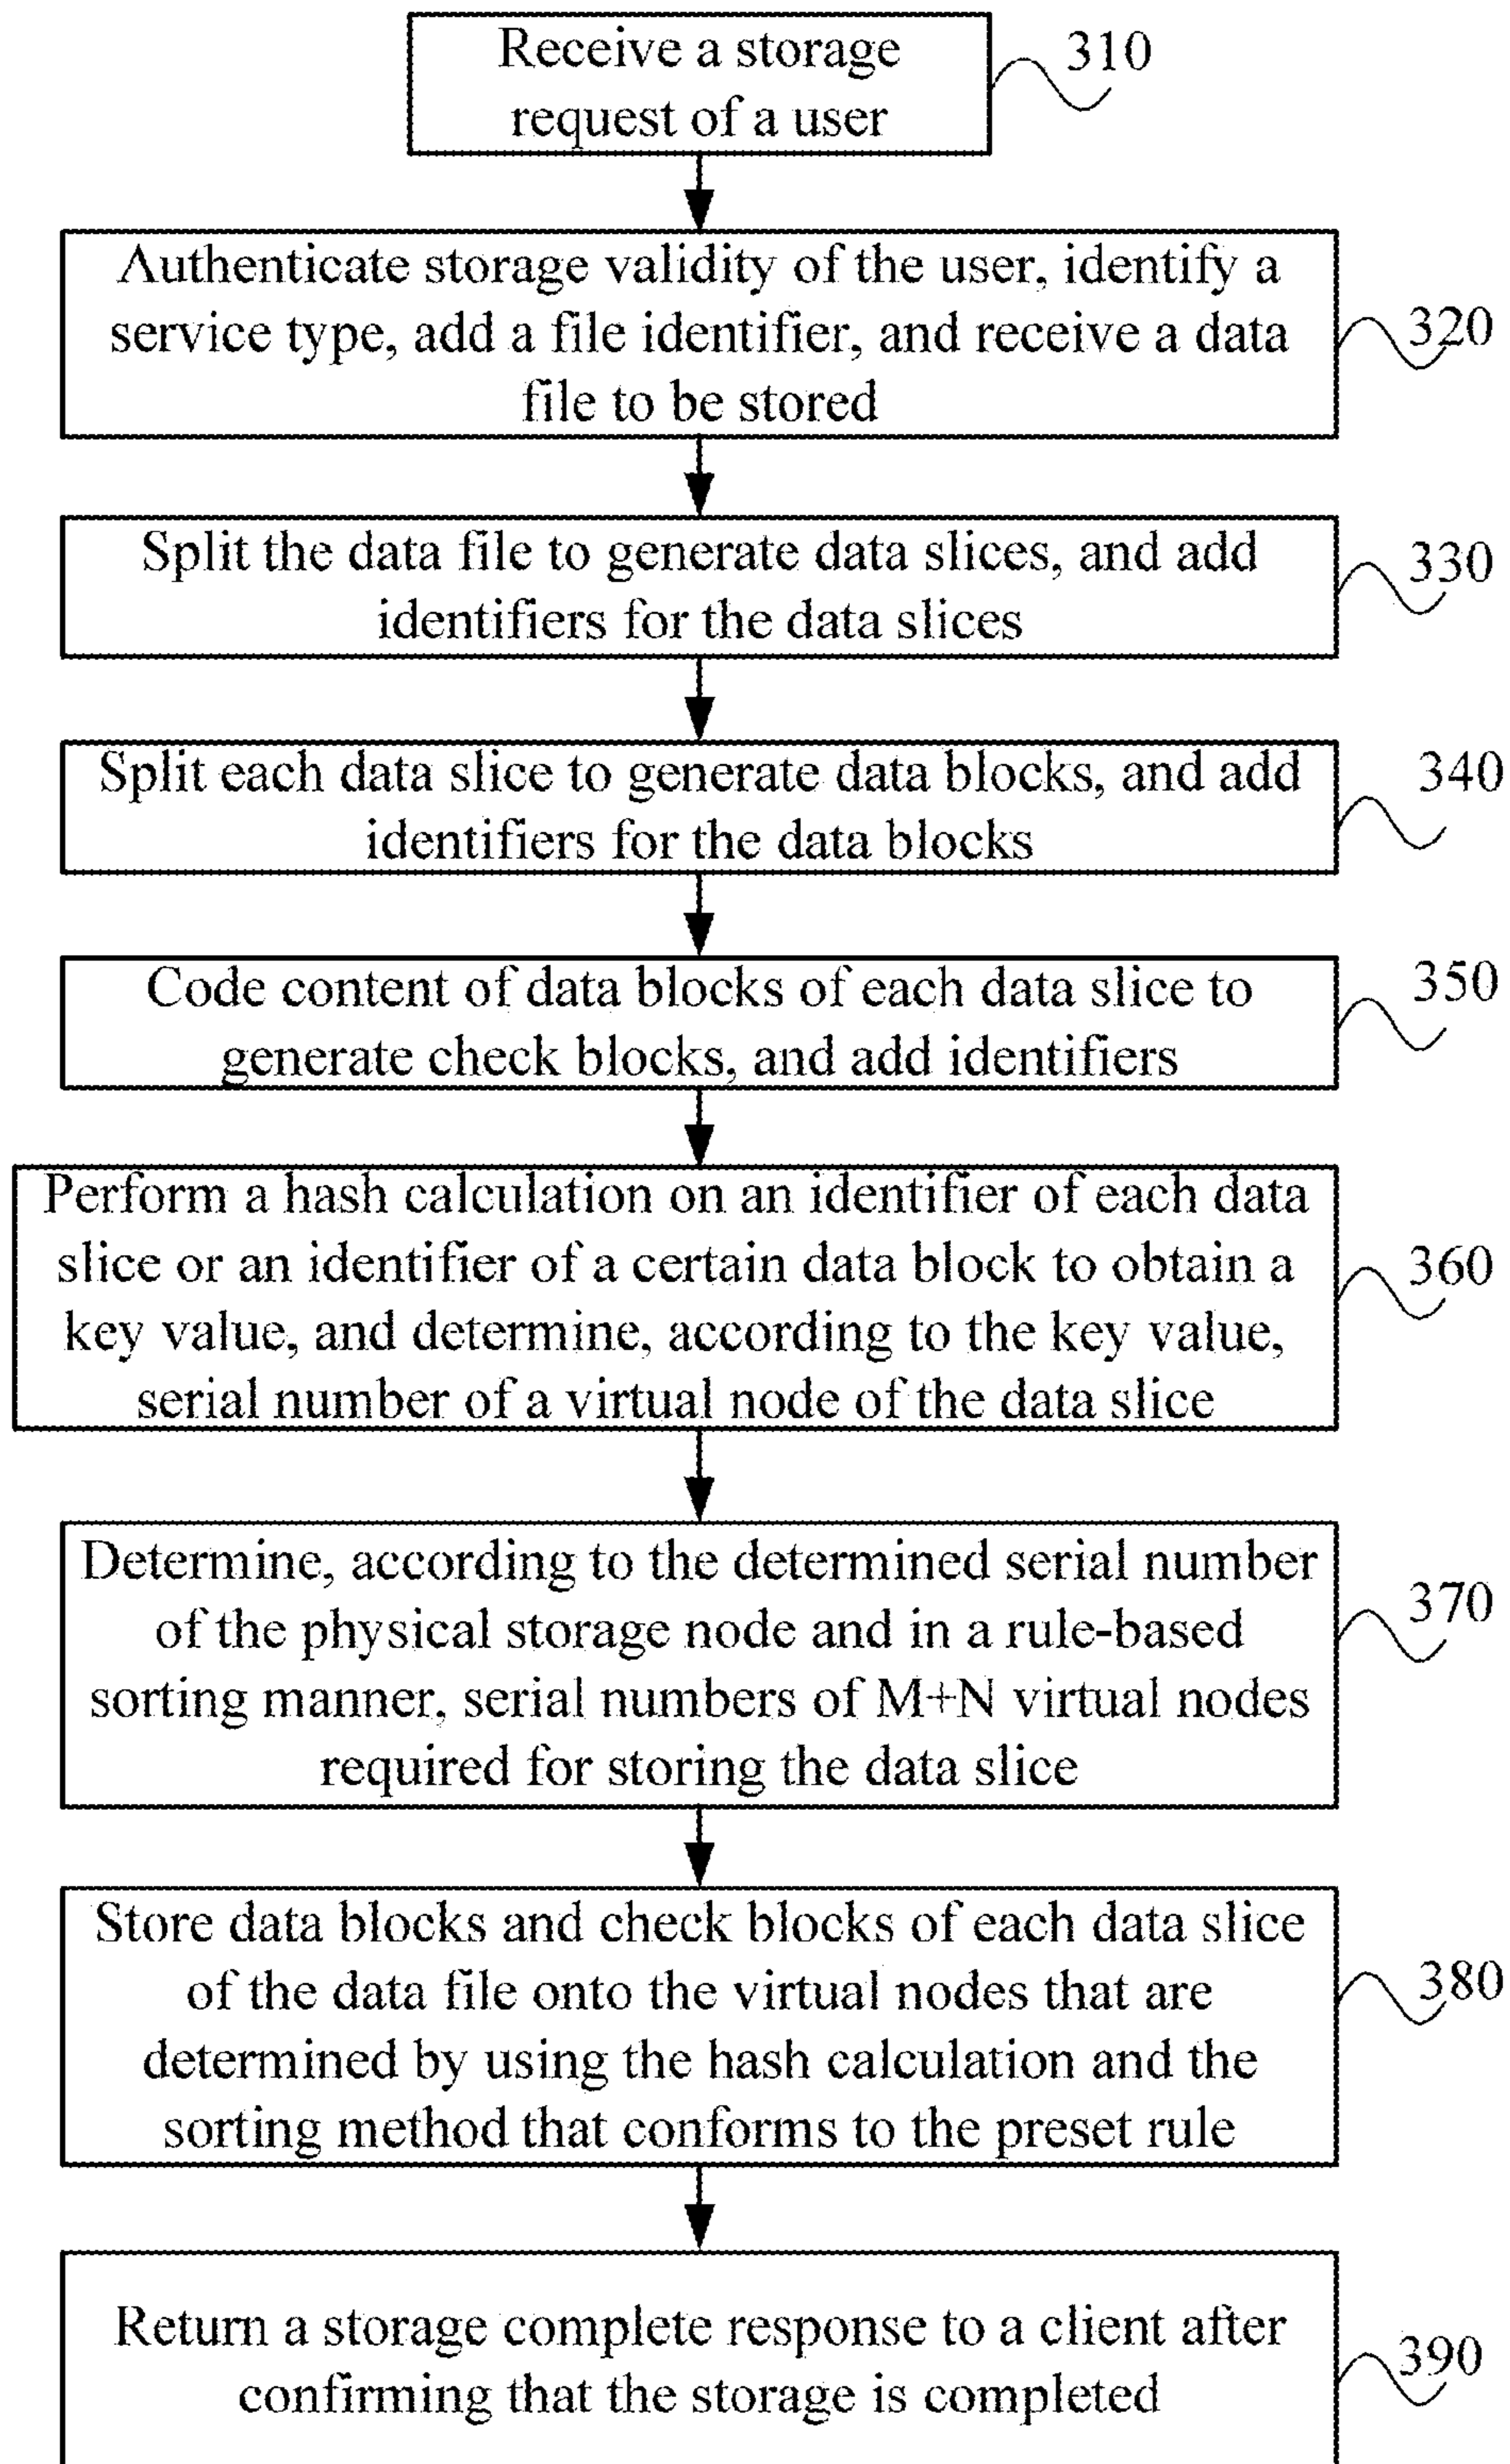 Receive a storage
request of a user
310
Authenticate storage validity of the user, identify a
service type, add a file identifier, and receive a data
file to be stored
320
Split the data file to generate data slices, and add
identifiers for the data slices
330
Split each data slice to generate data blocks, and add
identifiers for the data blocks
340
Code content of data blocks of each data slice to
generate check blocks, and add identifiers
350
Perform a hash calculation on an identifier of each data
slice or an identifier of a certain data block to obtain a
key value, and determine, according to the key value,
serial number of a virtual node of the data slice
360
Determine, according to the determined serial number
of the physical storage node and in a rule-based
sorting manner, serial numbers of M+N virtual nodes
required for storing the data slice
370
Store data blocks and check blocks of each data slice
of the data file onto the virtual nodes that are
determined by using the hash calculation and the
sorting method that conforms to the preset rule
380
Return a storage complete response to a client after
confirming that the storage is completed
390